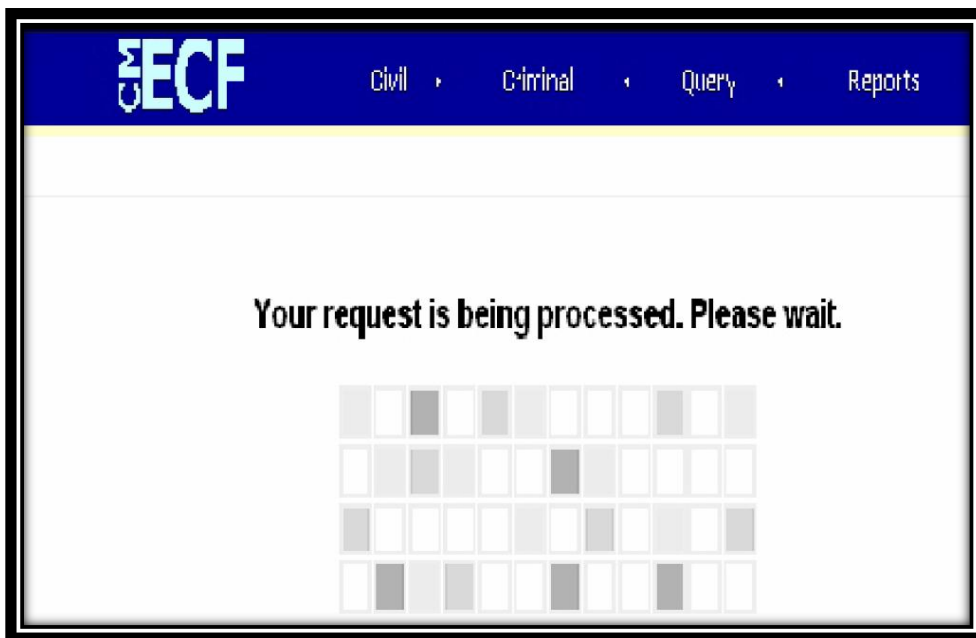 CM ECF Civil Criminal Query Reports
Your request is being processed. Please wait.